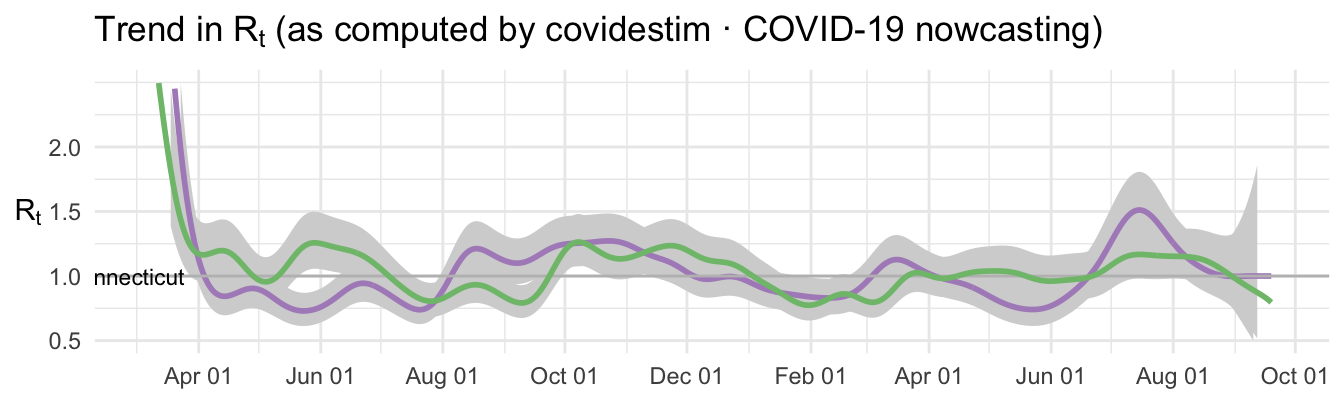 Trend in Rt (as computed by covidestim · COVID-19 nowcasting)
2.0
Rt 1.5
1.0 nnecticut
0.5
Apr 01 Jun 01 Aug 01 Oct 01 Dec 01 Feb 01 Apr 01 Jun 01 Aug 01 Oct 01